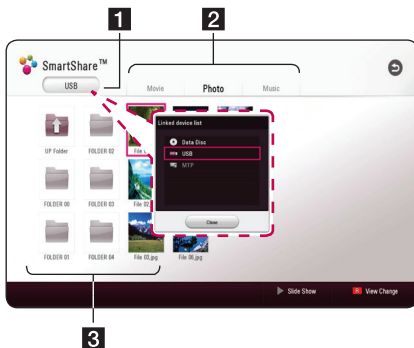 1
2
SmartShare™
USB
Movie
Photo
Music
Linked device list
Data Disc
USB
MTP
Close
UP Folder
FOLDER 02
FOLDER 00
FOLDER 03
File 02.
FOLDER 01
FOLDER 04
File 03.jpg
File 06.jpg
Slide Show
View Change
3